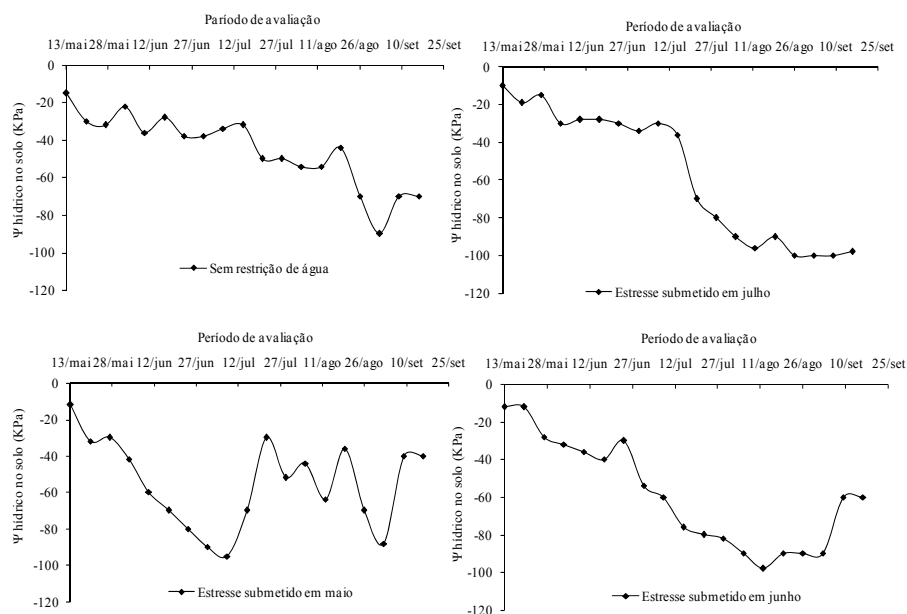 Paríodo de avaliação
13/mai 28/mai 12/jun 27/jun 12/jul 27/jul 11/ago 26/ago 10/set 25/set
0
-20
-40
-60
-80
-100
-120
Ψ hídrico no solo (KPa)
Sem restrição de água
Período de avaliação
13/mai 28/mai 12/jun 27/jun 12/jul 27/jul 11/ago 26/ago 10/set 25/set
0
-20
-40
-60
-80
-100
-120
Ψ hídrico no solo (KPa)
Estresse submetido em julho
Período de avaliação
13/mai 28/mai 12/jun 27/jun 12/jul 27/jul 11/ago 26/ago 10/set 25/set
0
-20
-40
-60
-80
-100
-120
Ψ hídrico no solo (KPa)
Estresse submetido em maio
Período de avaliação
13/mai 28/mai 12/jun 27/jun 12/jul 27/jul 11/ago 26/ago 10/set 25/set
0
-20
-40
-60
-80
-100
-120
Ψ hídrico no solo (KPa)
Estresse submetido em junho